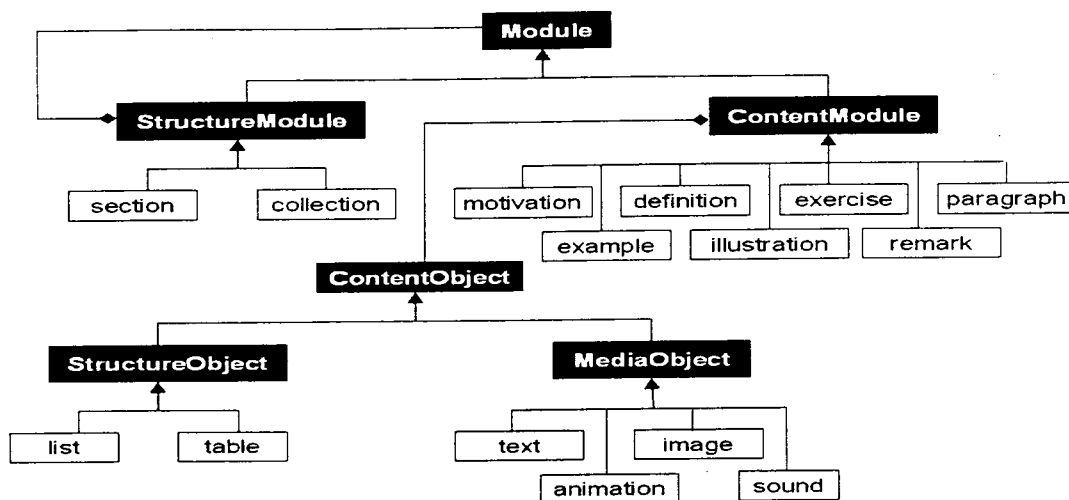 Module
StructureModule
ContentModule
section
collection
motivation
definition
exercise
paragraph
example
illustration
remark
ContentObject
StructureObject
MediaObject
list
table
text
image
animation
sound